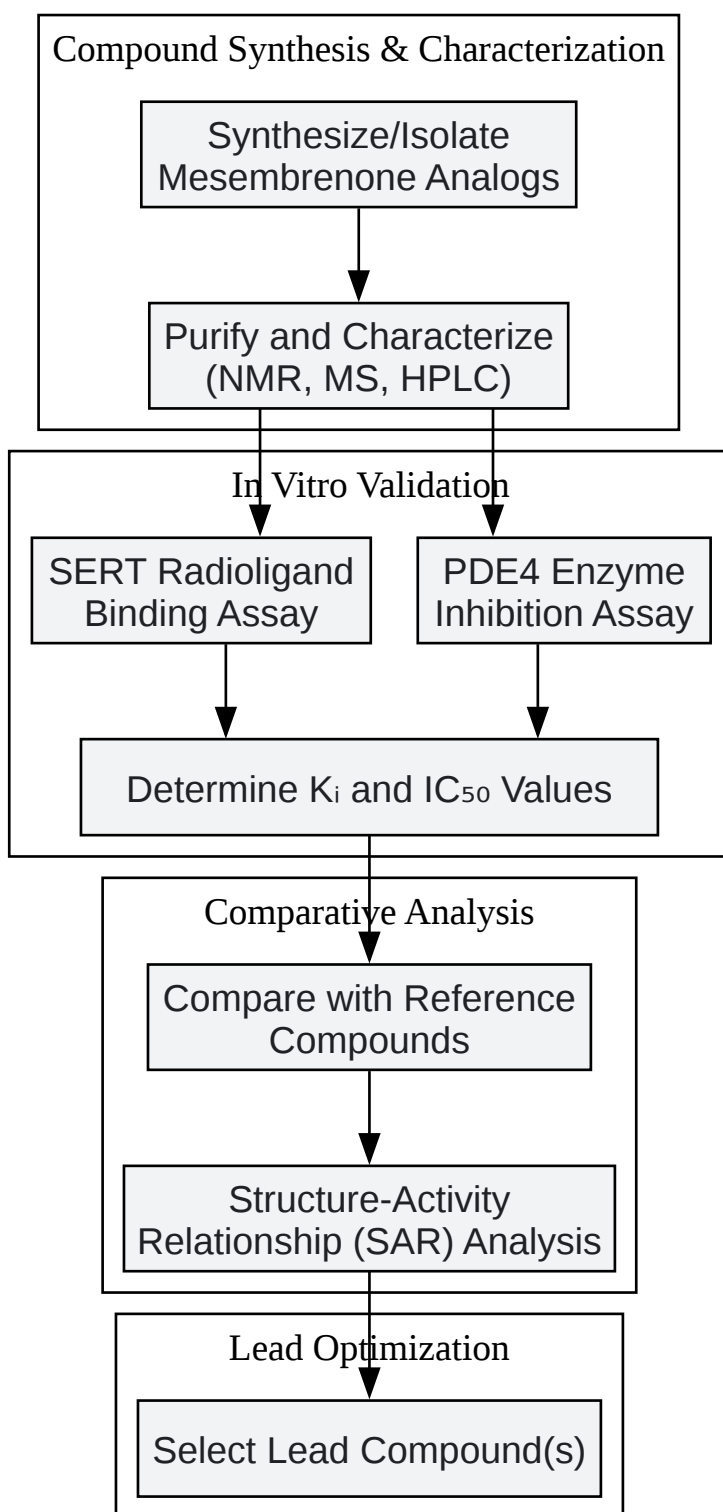 Compound Synthesis & Characterization
Synthesize/Isolate
Mesembrenone Analogs
Purify and Characterize
(NMR, MS, HPLC)
In Vitro Validation
SERT Radioligand
Binding Assay
PDE4 Enzyme
Inhibition Assay
Determine Kᵢ and IC₅₀ Values
Comparative Analysis
Compare with Reference
Compounds
Structure-Activity
Relationship (SAR) Analysis
Lead Optimization
Select Lead Compound(s)